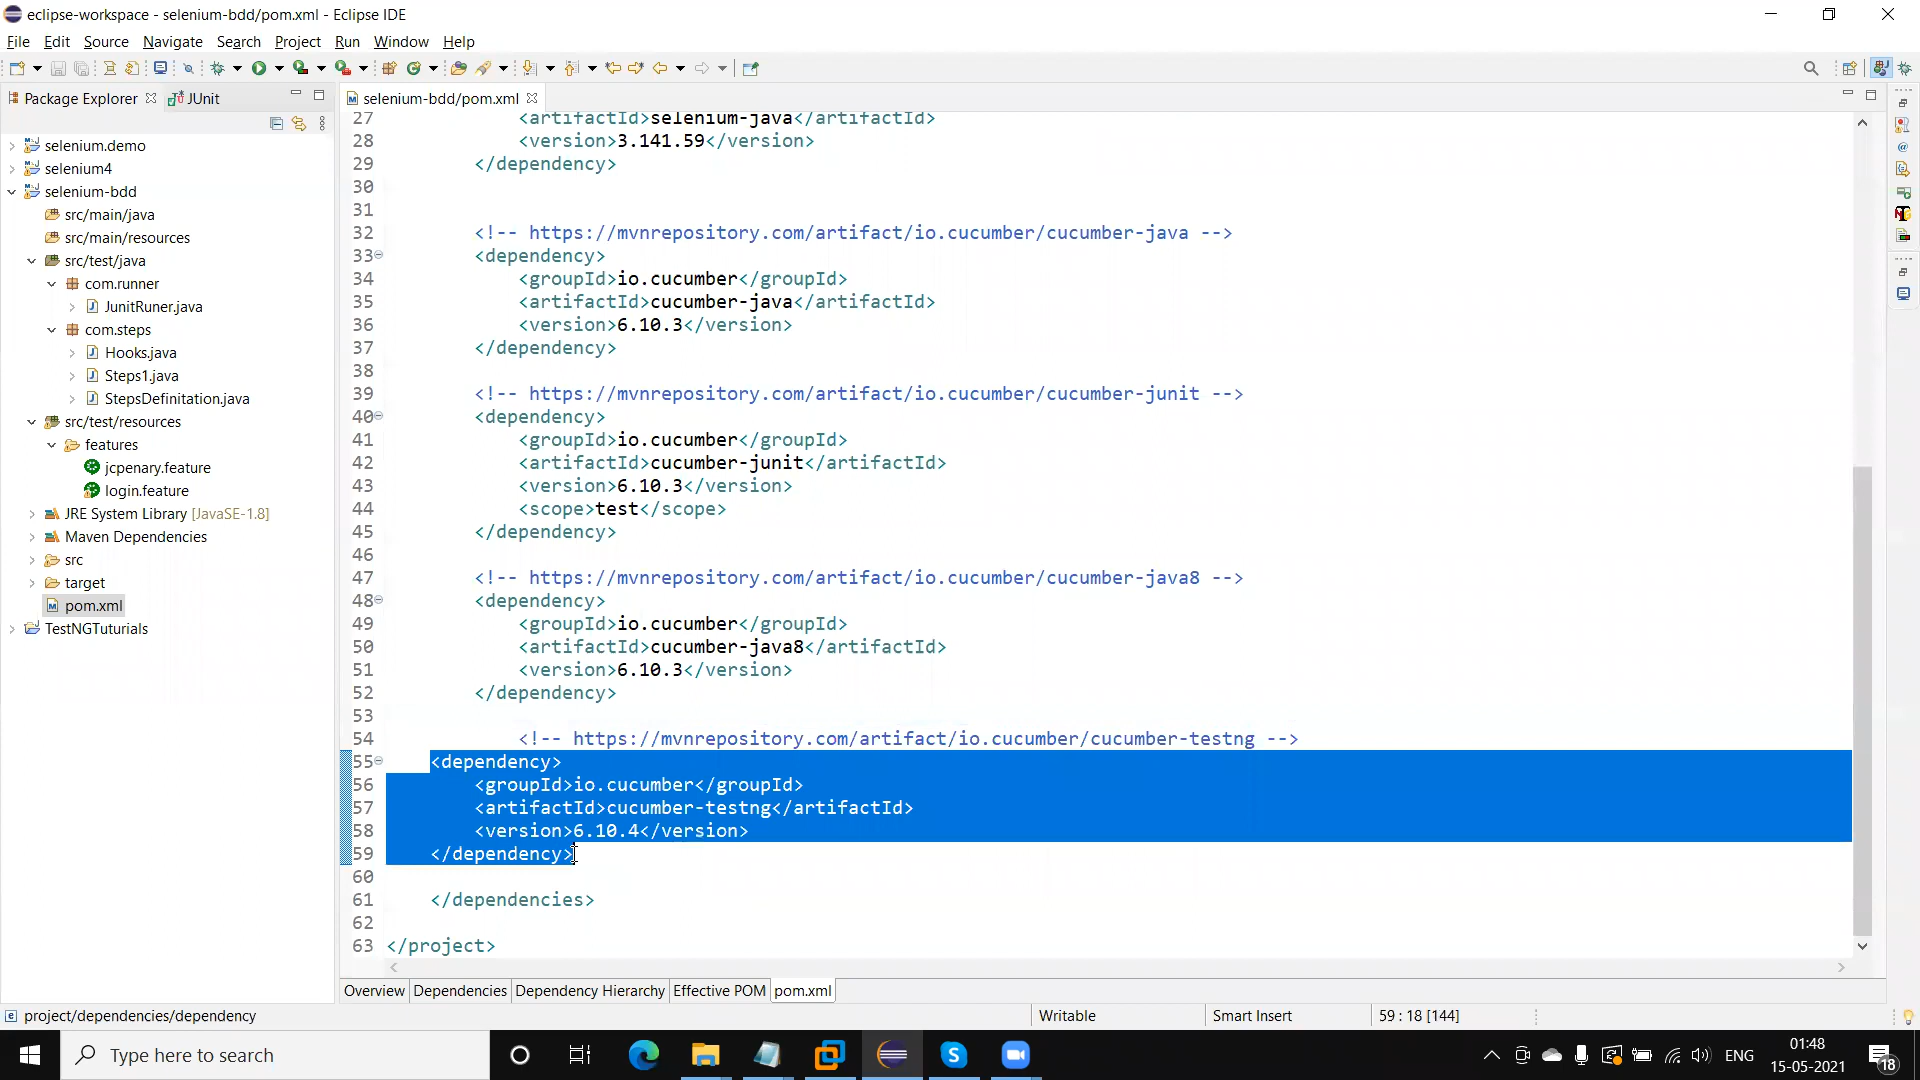 eclipse-workspace - selenium-bdd/pom.xml - Eclipse IDE
File Edit Source Navigate Search Project Run Window Help
Package Explorer JUnit
selenium.demo
selenium4
selenium-bdd
src/main/java
src/main/resources
src/test/java
com.runner
JunitRuner.java
com.steps
Hooks.java
Steps1.java
StepsDefinitation.java
src/test/resources
features
jcpenary.feature
login.feature
JRE System Library [JavaSE-1.8]
Maven Dependencies
src
target
pom.xml
TestNGTuturials
selenium-bdd/pom.xml
27 <artifactId>selenium-java</artifactId>
28 <version>3.141.59</version>
29 </dependency>
30
31
32 <!-- https://mvnrepository.com/artifact/io.cucumber/cucumber-java -->
33 <dependency>
34 <groupId>io.cucumber</groupId>
35 <artifactId>cucumber-java</artifactId>
36 <version>6.10.3</version>
37 </dependency>
38
39 <!-- https://mvnrepository.com/artifact/io.cucumber/cucumber-junit -->
40 <dependency>
41 <groupId>io.cucumber</groupId>
42 <artifactId>cucumber-junit</artifactId>
43 <version>6.10.3</version>
44 <scope>test</scope>
45 </dependency>
46
47 <!-- https://mvnrepository.com/artifact/io.cucumber/cucumber-java8 -->
48 <dependency>
49 <groupId>io.cucumber</groupId>
50 <artifactId>cucumber-java8</artifactId>
51 <version>6.10.3</version>
52 </dependency>
53
54 <!-- https://mvnrepository.com/artifact/io.cucumber/cucumber-testng -->
55 <dependency>
56 <groupId>io.cucumber</groupId>
57 <artifactId>cucumber-testng</artifactId>
58 <version>6.10.4</version>
59 </dependency>
60
61 </dependencies>
62
63 </project>
Overview Dependencies Dependency Hierarchy Effective POM pom.xml
project/dependencies/dependency Writable Smart Insert 59 : 18 [144]
Type here to search
ENG
01:48
15-05-2021
18